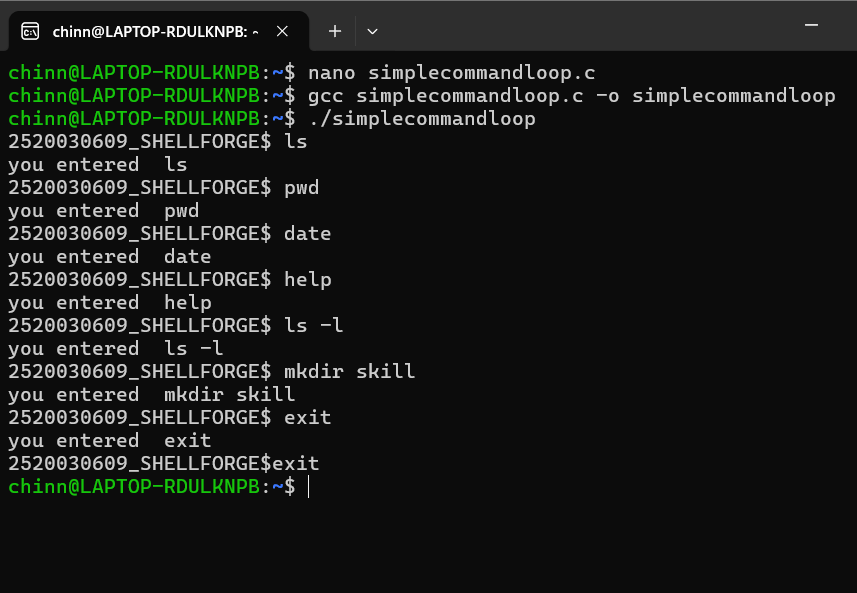 chinn@LAPTOP-RDULKNPB: ~
chinn@LAPTOP-RDULKNPB:~$ nano simplecommandloop.c
chinn@LAPTOP-RDULKNPB:~$ gcc simplecommandloop.c -o simplecommandloop
chinn@LAPTOP-RDULKNPB:~$ ./simplecommandloop
2520030609_SHELLFORGE$ ls
you entered  ls
2520030609_SHELLFORGE$ pwd
you entered  pwd
2520030609_SHELLFORGE$ date
you entered  date
2520030609_SHELLFORGE$ help
you entered  help
2520030609_SHELLFORGE$ ls -l
you entered  ls -l
2520030609_SHELLFORGE$ mkdir skill
you entered  mkdir skill
2520030609_SHELLFORGE$ exit
you entered  exit
2520030609_SHELLFORGE$exit
chinn@LAPTOP-RDULKNPB:~$